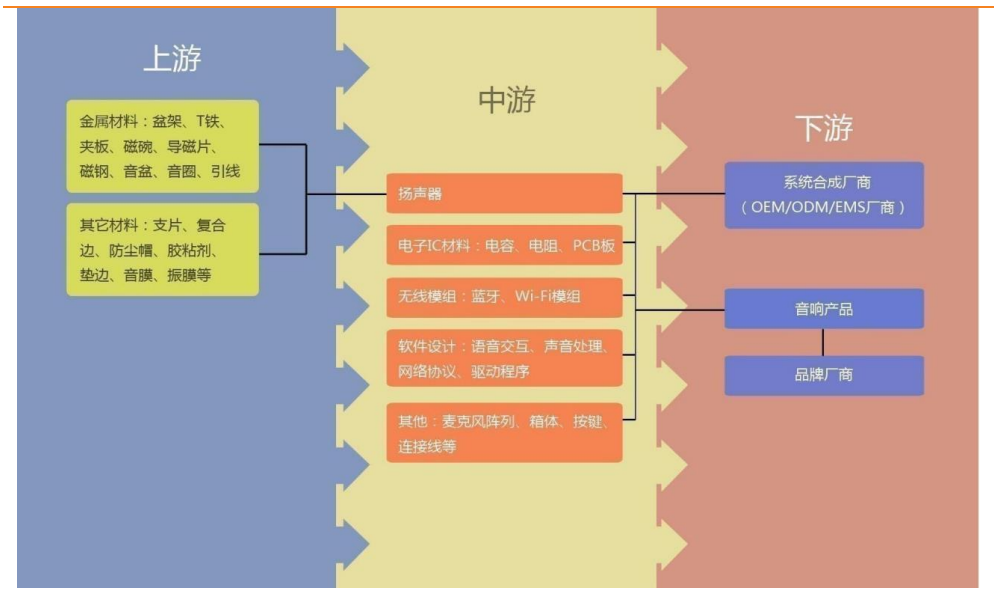 上游
金属材料：盆架、T铁、
夹板、磁碗、导磁片、
磁钢、音盆、音圈、引线
其它材料：支片、复合
边、防尘帽、胶粘剂、
垫边、音膜、振膜等
中游
扬声器
电子IC材料：电容、电阻、PCB板
无线模组：蓝牙、Wi-Fi模组
软件设计：语音交互、声音处理、
网络协议、驱动程序
其他：麦克风阵列、箱体、按键、
连接线等
下游
系统合成厂商
（OEM/ODM/EMS厂商）
音响产品
品牌厂商